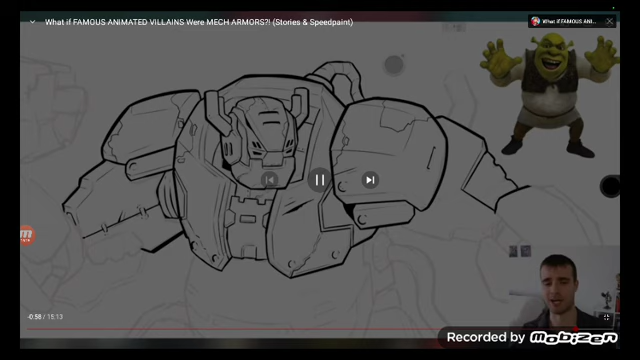 What if FAMOUS ANIMATED VILLAINS Were MECH ARMORS?! (Stories & Speedpaint)
What if FAMOUS ANI...
-0:58 / 15:13
Recorded by mobizen